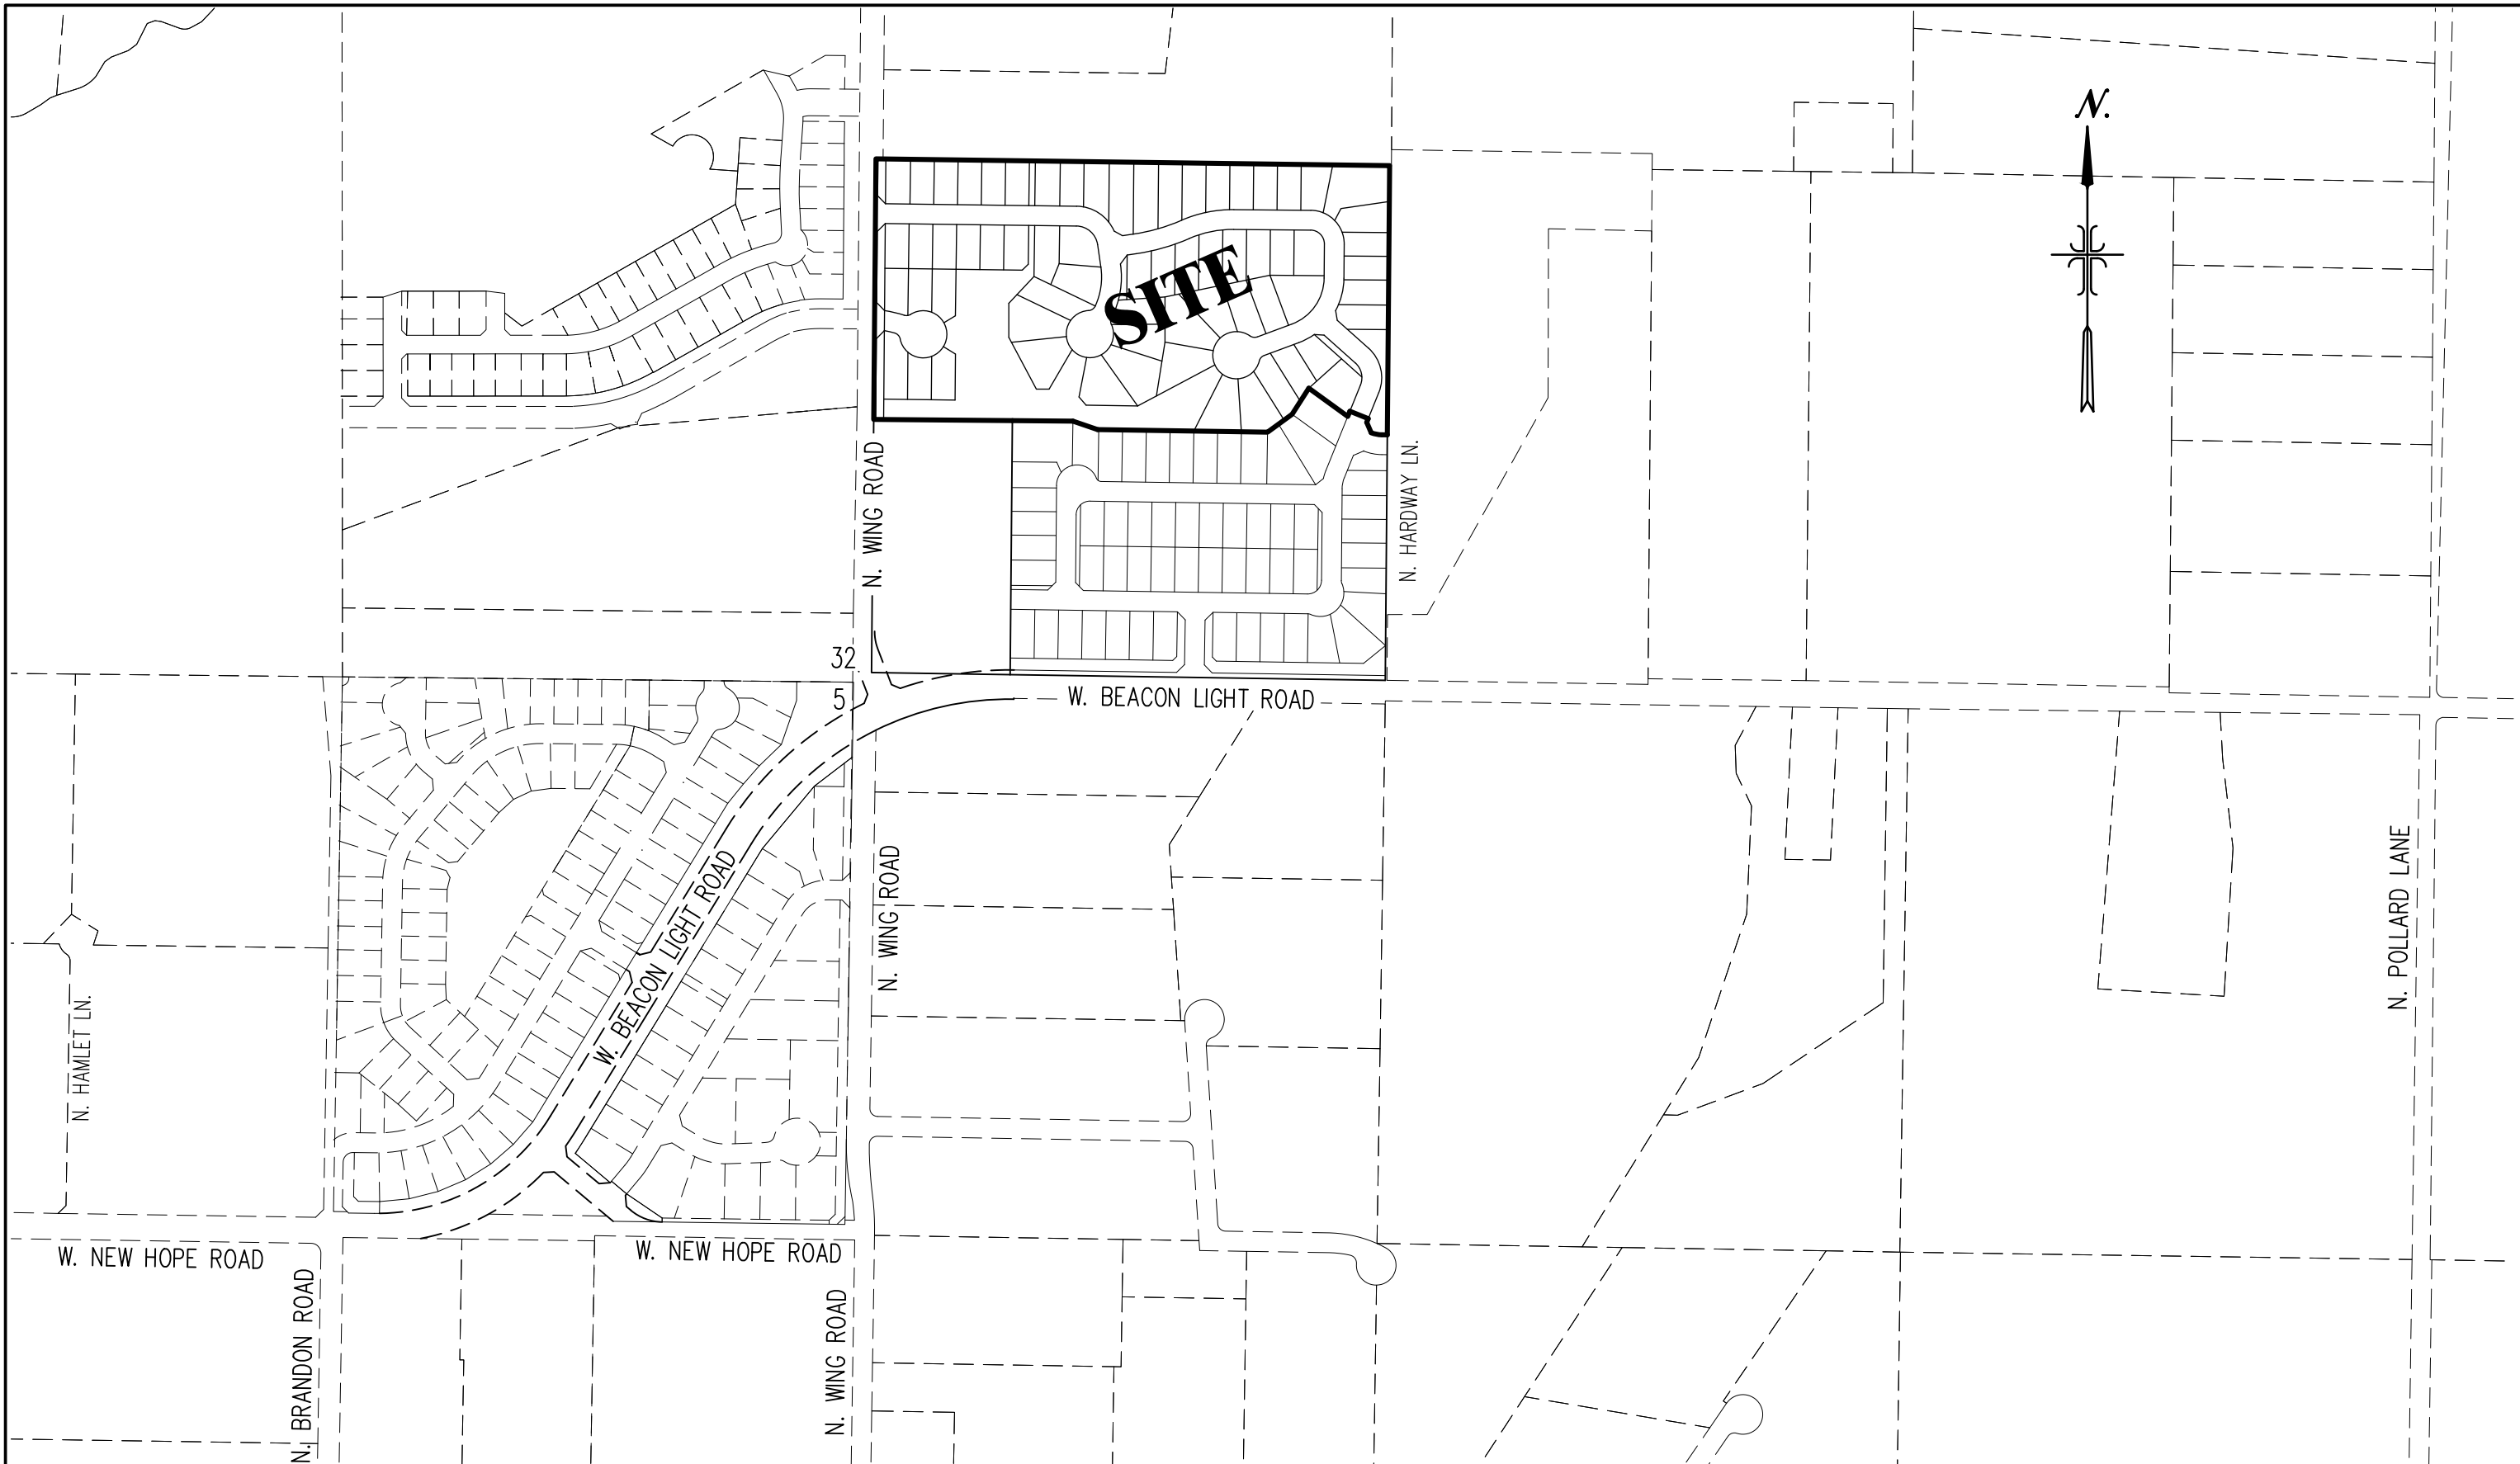 N.
SITE
N. WING ROAD
N. HARDWAY LN.
32
5
W. BEACON LIGHT ROAD
N. WING ROAD
N. POLLARD LANE
W. BEACON LIGHT ROAD
N. HAMLET LN.
W. NEW HOPE ROAD
W. NEW HOPE ROAD
N. BRANDON ROAD
N. WING ROAD